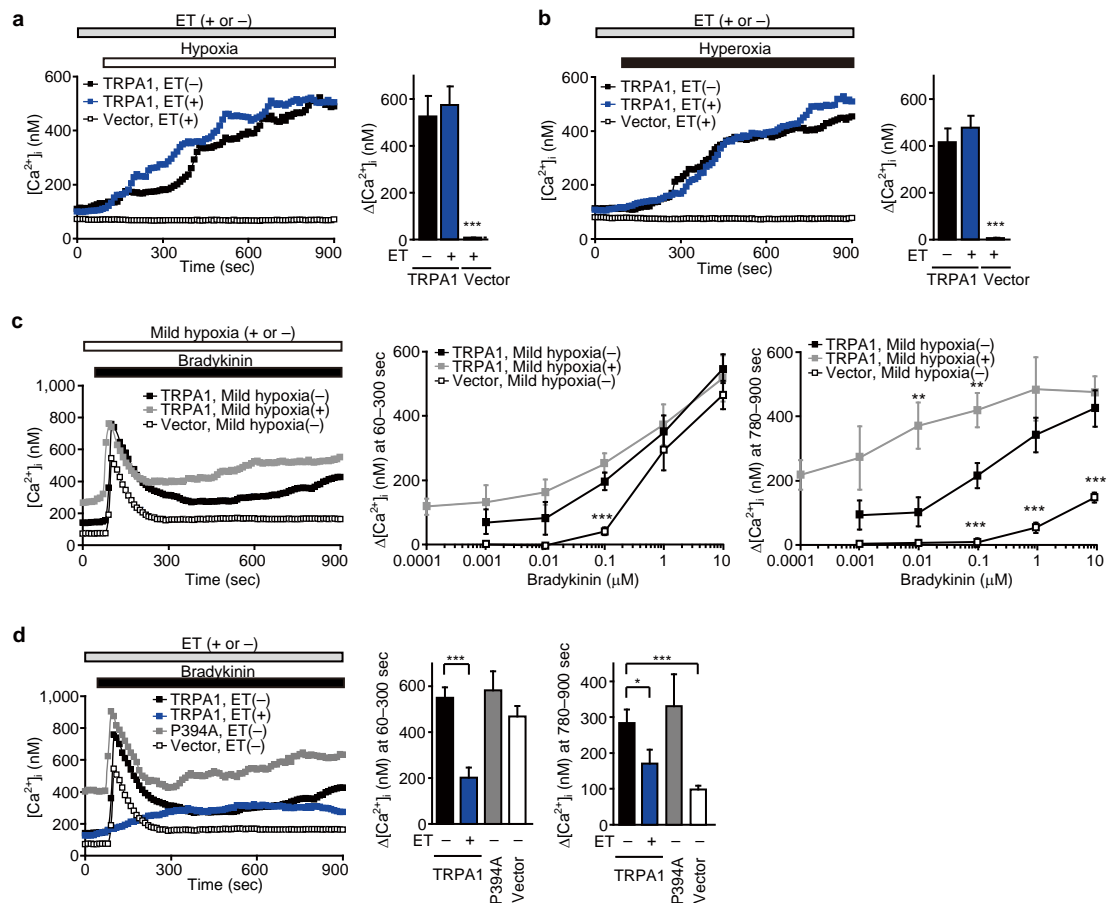 a
ET (+ or –)
Hypoxia
TRPA1, ET(–)
TRPA1, ET(+)
Vector, ET(+)
[Ca2+]i (nM)
600
400
200
0
0 300 600 900
Time (sec)
Δ[Ca2+]i (nM)
600
400
200
0
***
ET – + +
TRPA1 Vector
b
ET (+ or –)
Hyperoxia
TRPA1, ET(–)
TRPA1, ET(+)
Vector, ET(+)
[Ca2+]i (nM)
600
400
200
0
0 300 600 900
Time (sec)
Δ[Ca2+]i (nM)
600
400
200
0
***
ET – + +
TRPA1 Vector
c
Mild hypoxia (+ or –)
Bradykinin
TRPA1, Mild hypoxia(–)
TRPA1, Mild hypoxia(+)
Vector, Mild hypoxia(–)
[Ca2+]i (nM)
1,000
800
600
400
200
0
0 300 600 900
Time (sec)
TRPA1, Mild hypoxia(–)
TRPA1, Mild hypoxia(+)
Vector, Mild hypoxia(–)
Δ[Ca2+]i (nM) at 60–300 sec
600
400
200
0
***
0.0001 0.001 0.01 0.1 1 10
Bradykinin (μM)
TRPA1, Mild hypoxia(–)
TRPA1, Mild hypoxia(+)
Vector, Mild hypoxia(–)
Δ[Ca2+]i (nM) at 780–900 sec
600
400
200
0
** **
*** *** ***
0.0001 0.001 0.01 0.1 1 10
Bradykinin (μM)
d
ET (+ or –)
Bradykinin
TRPA1, ET(–)
TRPA1, ET(+)
P394A, ET(–)
Vector, ET(–)
[Ca2+]i (nM)
1,000
800
600
400
200
0
0 300 600 900
Time (sec)
Δ[Ca2+]i (nM) at 60–300 sec
600
400
200
0
***
ET – + – –
TRPA1 P394A Vector
Δ[Ca2+]i (nM) at 780–900 sec
400
300
200
100
0
***
*
ET – + – –
TRPA1 P394A Vector